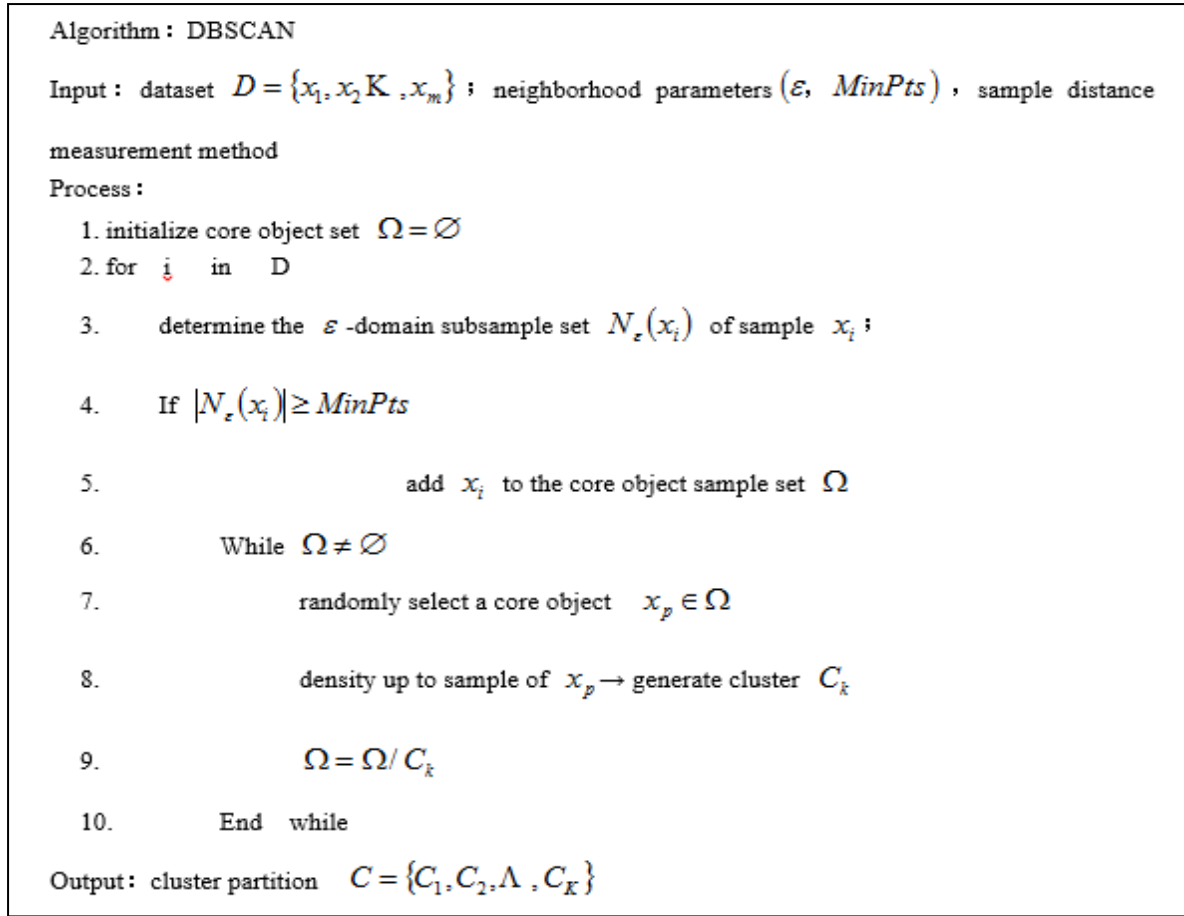 Algorithm： DBSCAN
Input： dataset D = {x₁, x₂ K , xₘ} ； neighborhood parameters (ε, MinPts) ， sample distance
measurement method
Process：
1. initialize core object set Ω = ∅
2. for i in D
3. determine the ε -domain subsample set Nε(xᵢ) of sample xᵢ ；
4. If |Nε(xᵢ)| ≥ MinPts
5. add xᵢ to the core object sample set Ω
6. While Ω ≠ ∅
7. randomly select a core object xₚ ∈ Ω
8. density up to sample of xₚ → generate cluster Cₖ
9. Ω = Ω / Cₖ
10. End while
Output： cluster partition C = {C₁, C₂, Λ , C_K}